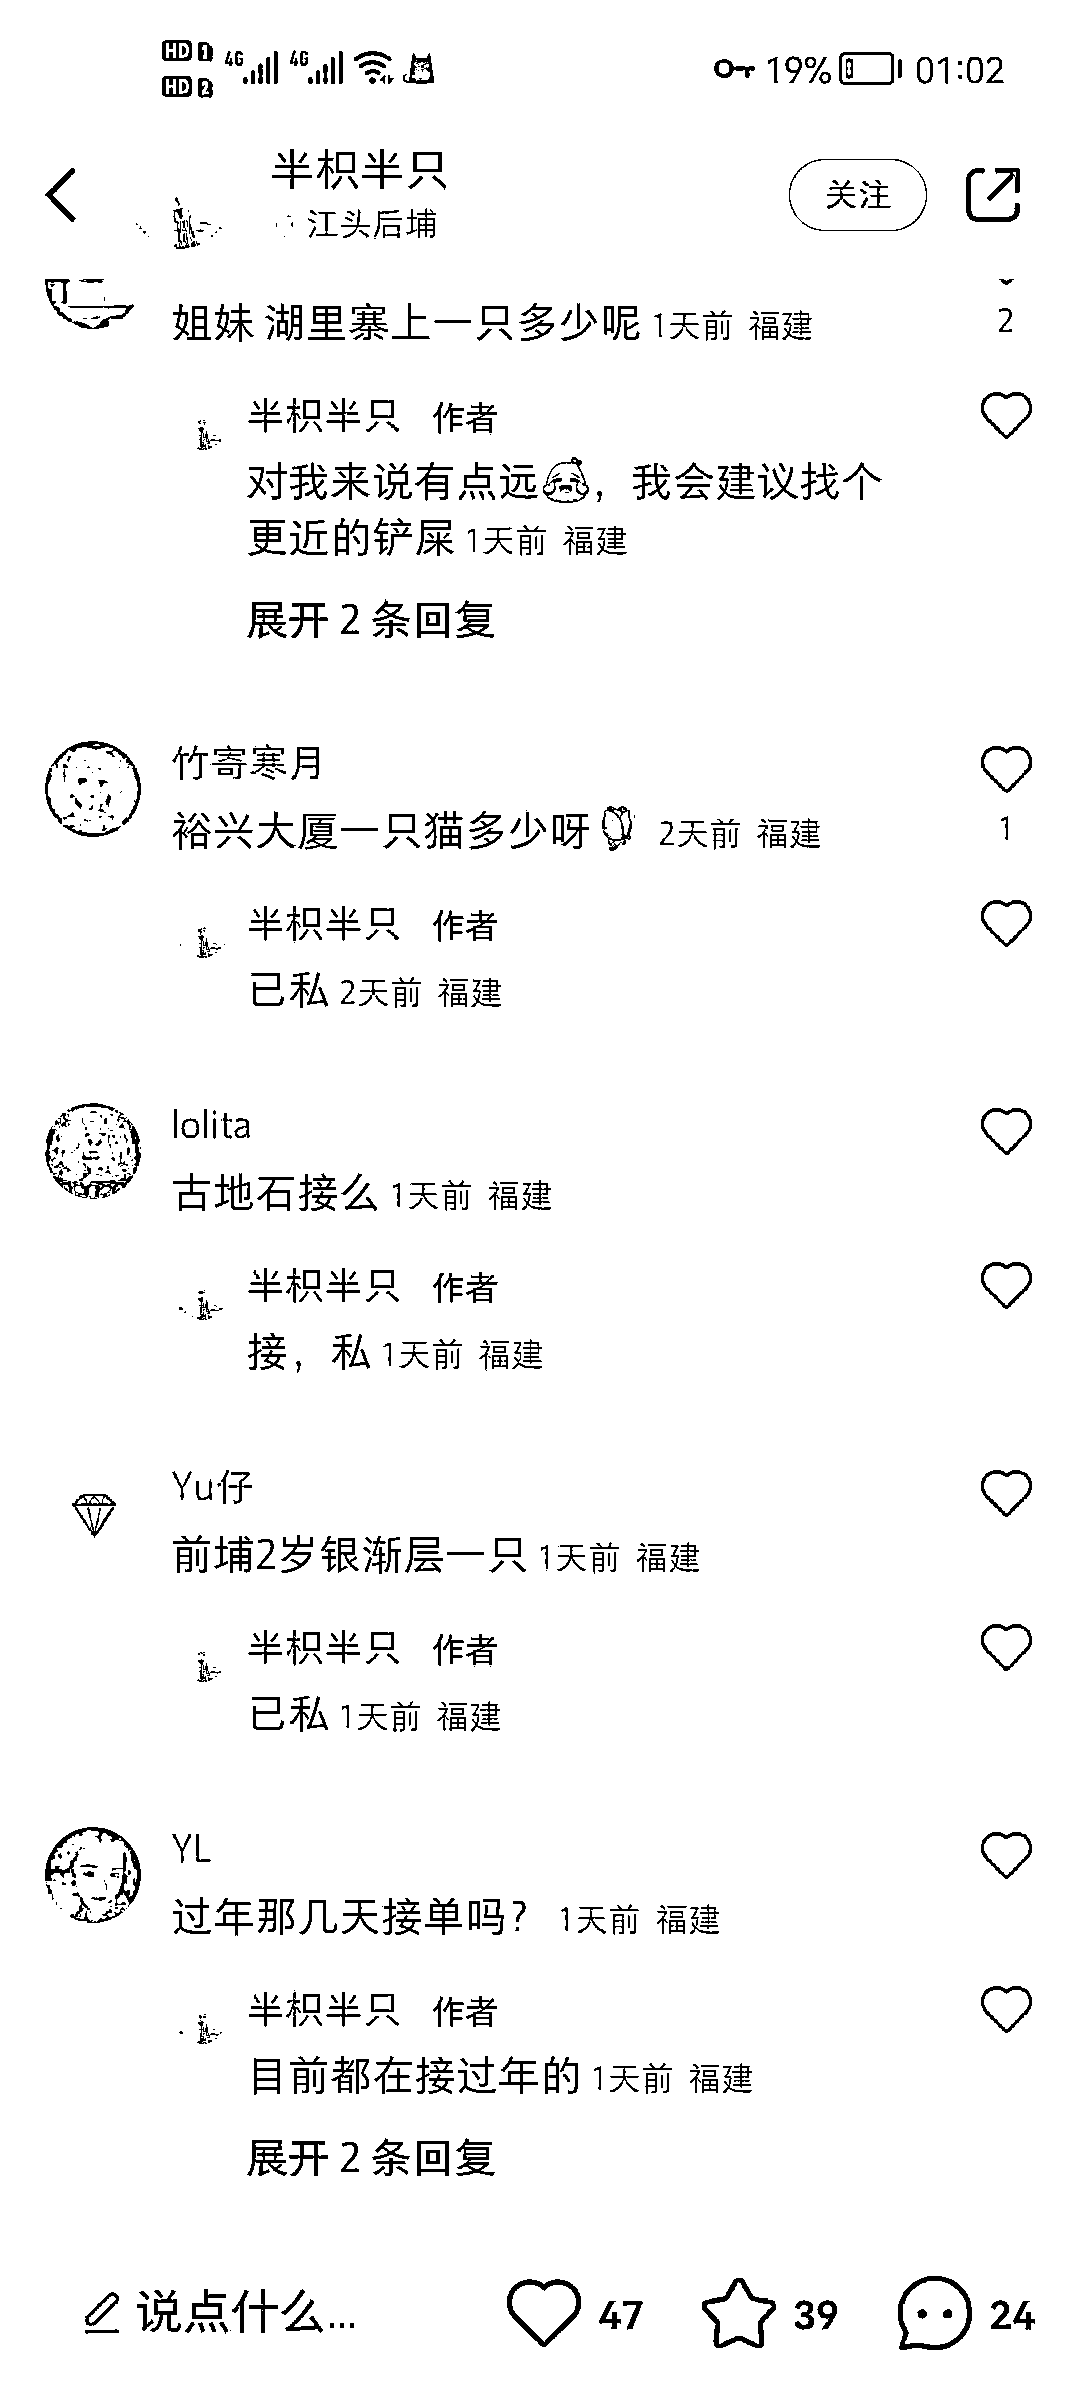 HD 1 4G 4G 19% 01:02
HD 2
半枳半只
江头后埔
关注
姐妹 湖里寨上一只多少呢 1天前 福建
2
半枳半只 作者
对我来说有点远，我会建议找个
更近的铲屎 1天前 福建
展开 2 条回复
竹寄寒月
裕兴大厦一只猫多少呀 2天前 福建
1
半枳半只 作者
已私 2天前 福建
lolita
古地石接么 1天前 福建
半枳半只 作者
接，私 1天前 福建
Yu仔
前埔2岁银渐层一只 1天前 福建
半枳半只 作者
已私 1天前 福建
YL
过年那几天接单吗？ 1天前 福建
半枳半只 作者
目前都在接过年的 1天前 福建
展开 2 条回复
说点什么... 47 39 24